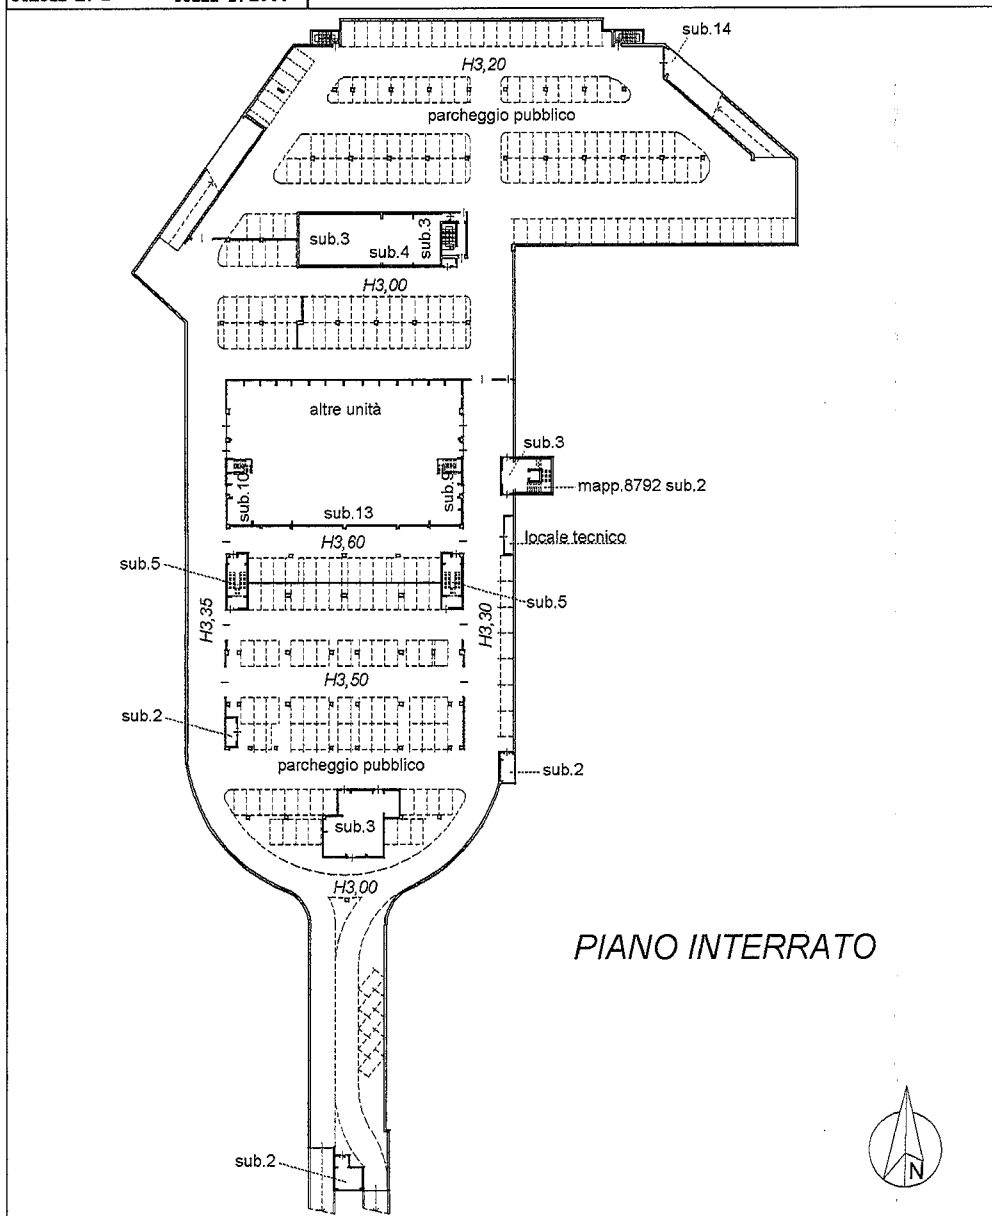 sub.14
H3,20
parcheggio pubblico
sub.3
sub.4
sub.3
H3,00
altre unità
sub.3
mapp.8792 sub.2
sub.10
sub.9
sub.13
locale tecnico
H3,60
sub.5
sub.5
H3,35
H3,30
H3,50
sub.2
parcheggio pubblico
sub.2
sub.3
H3,00
PIANO INTERRATO
sub.2
N